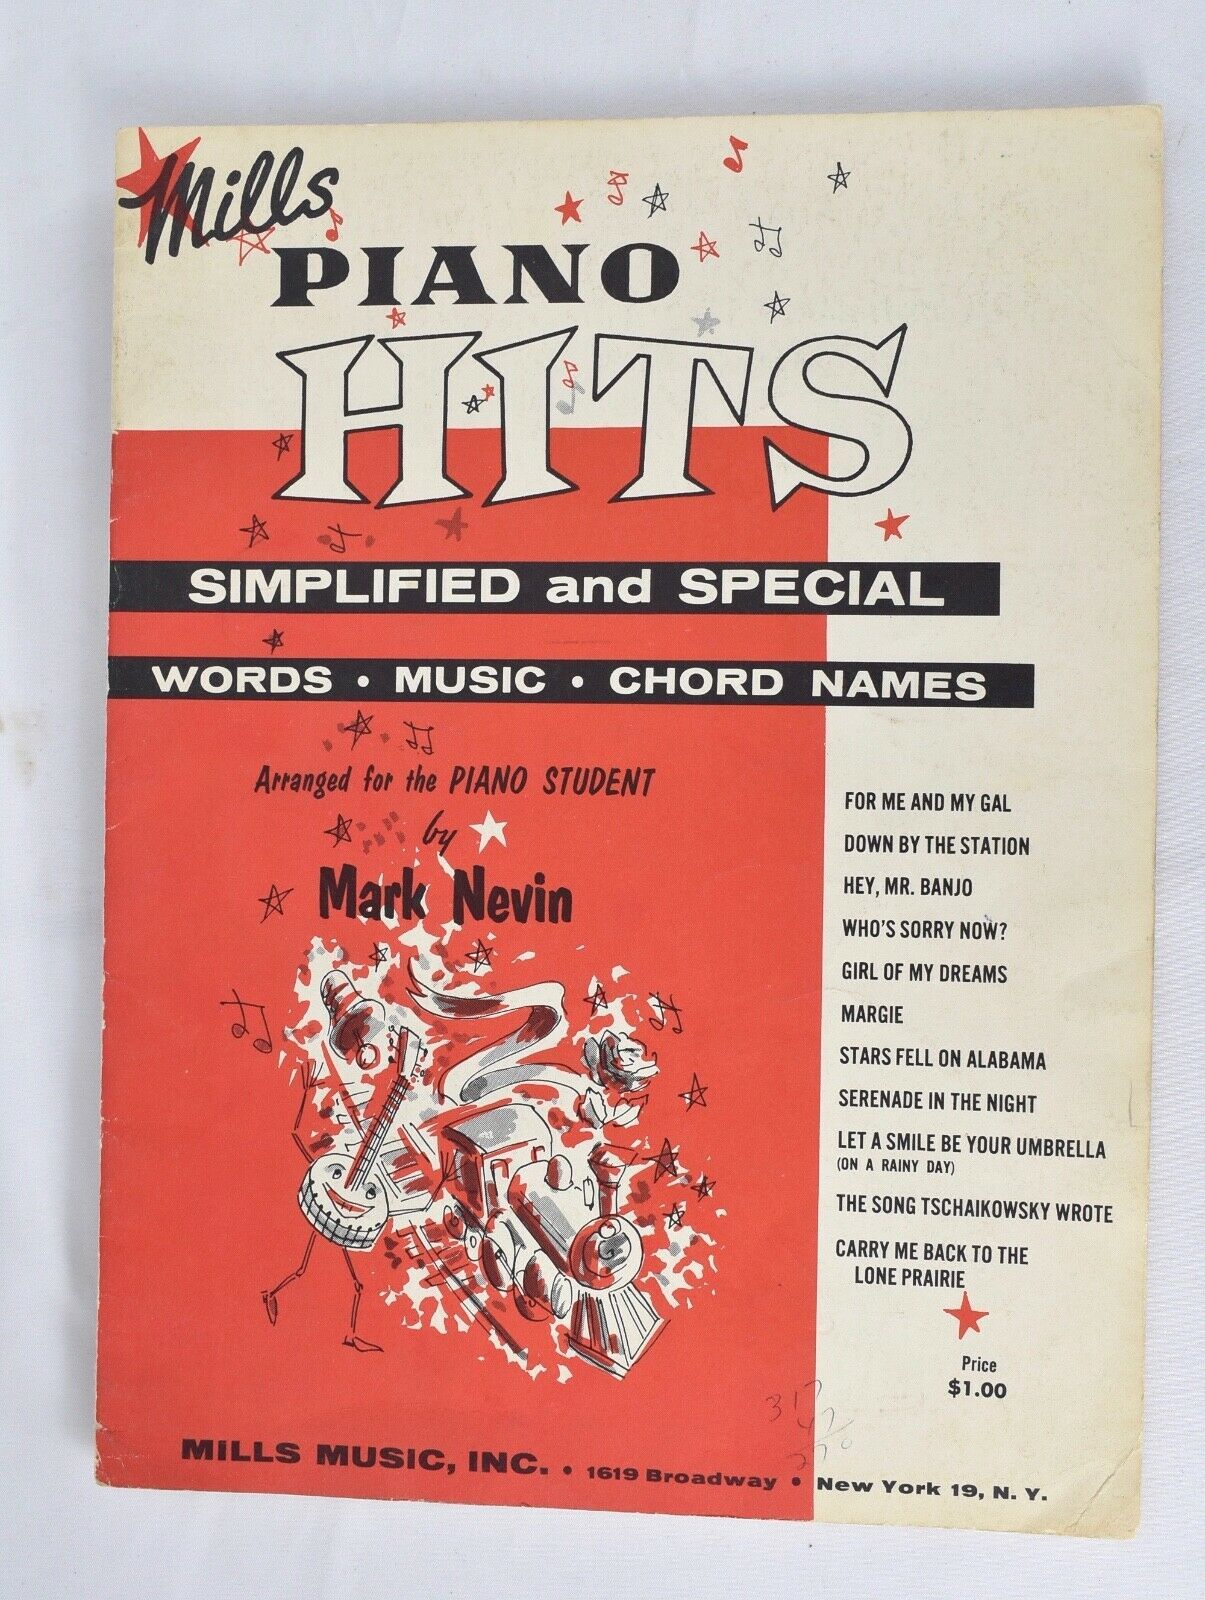 Mills
PIANO
HITS
SIMPLIFIED and SPECIAL
WORDS • MUSIC • CHORD NAMES
Arranged for the PIANO STUDENT
by
Mark Nevin
FOR ME AND MY GAL
DOWN BY THE STATION
HEY, MR. BANJO
WHO'S SORRY NOW?
GIRL OF MY DREAMS
MARGIE
STARS FELL ON ALABAMA
SERENADE IN THE NIGHT
LET A SMILE BE YOUR UMBRELLA
(ON A RAINY DAY)
THE SONG TSCHAIKOWSKY WROTE
CARRY ME BACK TO THE
LONE PRAIRIE
Price
$1.00
317
47
270
MILLS MUSIC, INC. • 1619 Broadway • New York 19, N. Y.